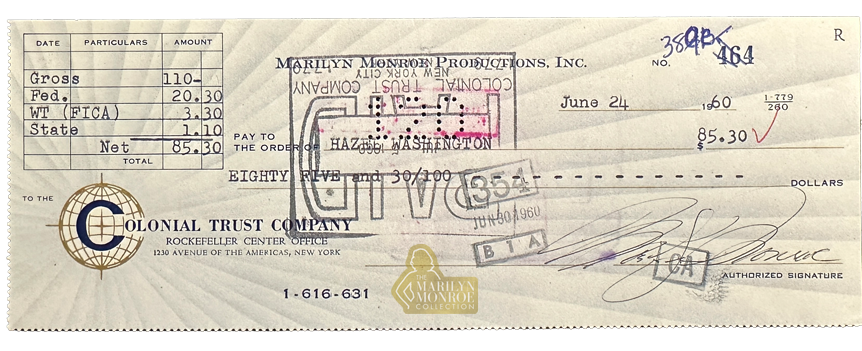 DATE PARTICULARS AMOUNT
Gross 110-
Fed. 20.30
WT (FICA) 3.30
State 1.10
Net 85.30
TOTAL
MARILYN MONROE PRODUCTIONS, INC.
NO. 464
R
June 24 1960
1-779
260
PAY TO
THE ORDER OF HAZEL WASHINGTON $ 85.30
EIGHTY FIVE and 30/100 - - - - - - - - - - - - - - DOLLARS
COLONIAL TRUST COMPANY
NEW YORK CITY
PAID
354
JUN 30 1960
B 1 A
TO THE
COLONIAL TRUST COMPANY
ROCKEFELLER CENTER OFFICE
1230 AVENUE OF THE AMERICAS, NEW YORK
CA
AUTHORIZED SIGNATURE
1-616-631
MARILYN
MONROE
COLLECTION